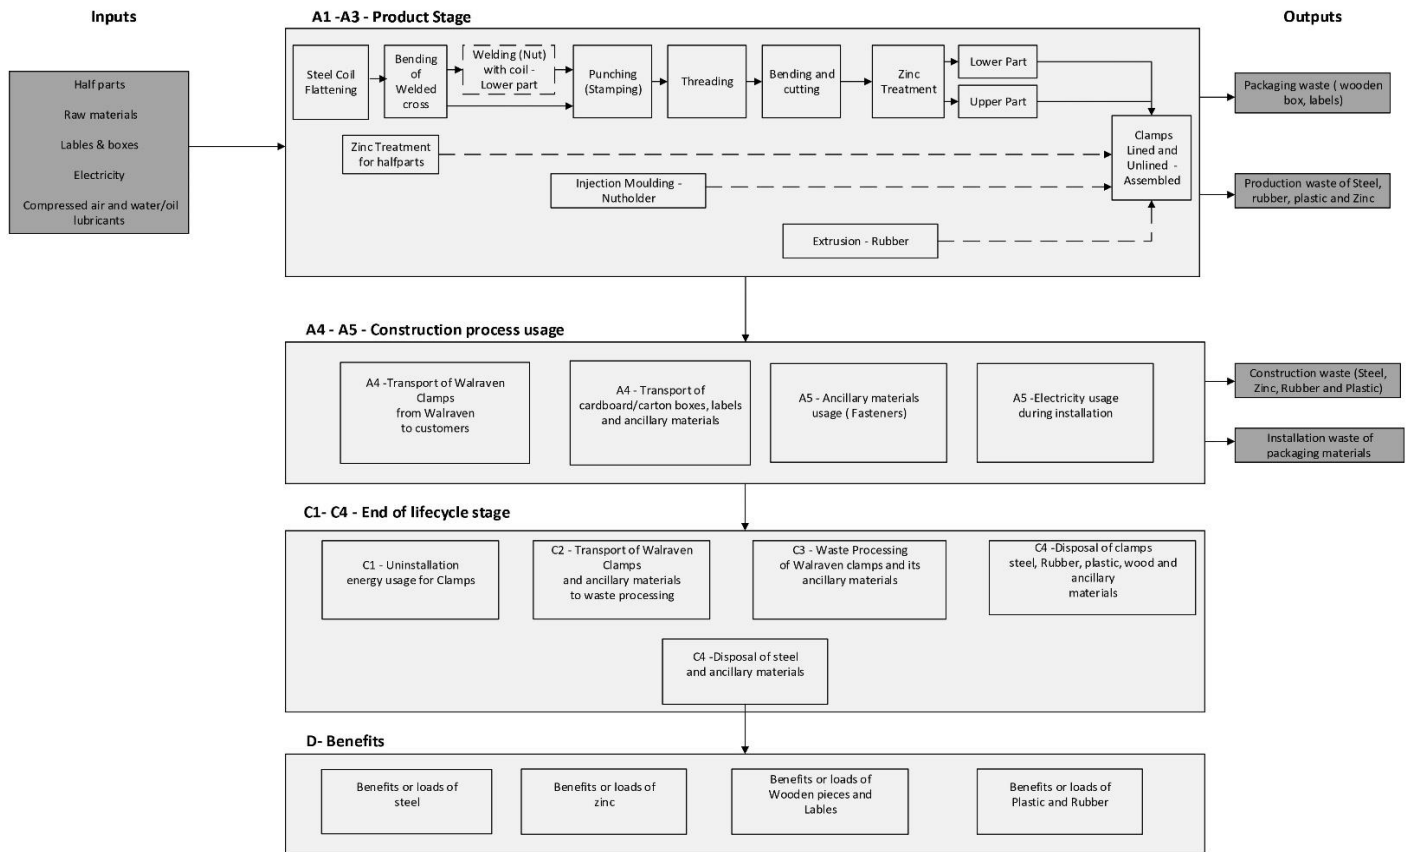 Inputs
A1 -A3 - Product Stage
Outputs
Half parts
Raw materials
Lables & boxes
Electricity
Compressed air and water/oil
lubricants
Steel Coil
Flattening
Bending
of
Welded
cross
Welding (Nut)
with coil -
Lower part
Punching
(Stamping)
Threading
Bending and
cutting
Zinc
Treatment
Lower Part
Upper Part
Zinc Treatment
for halfparts
Injection Moulding -
Nutholder
Extrusion - Rubber
Clamps
Lined and
Unlined -
Assembled
Packaging waste ( wooden
box, labels)
Production waste of Steel,
rubber, plastic and Zinc
A4 - A5 - Construction process usage
A4 -Transport of Walraven
Clamps
from Walraven
to customers
A4 - Transport of
cardboard/carton boxes, labels
and ancillary materials
A5 - Ancillary materials
usage ( Fasteners)
A5 -Electricity usage
during installation
Construction waste (Steel,
Zinc, Rubber and Plastic)
Installation waste of
packaging materials
C1- C4 - End of lifecycle stage
C1 - Uninstallation
energy usage for Clamps
C2 - Transport of Walraven
Clamps
and ancillary materials
to waste processing
C3 - Waste Processing
of Walraven clamps and its
ancillary materials
C4 -Disposal of clamps
steel, Rubber, plastic, wood and
ancillary
materials
C4 -Disposal of steel
and ancillary materials
D- Benefits
Benefits or loads of
steel
Benefits or loads of
zinc
Benefits or loads of
Wooden pieces and
Lables
Benefits or loads of
Plastic and Rubber